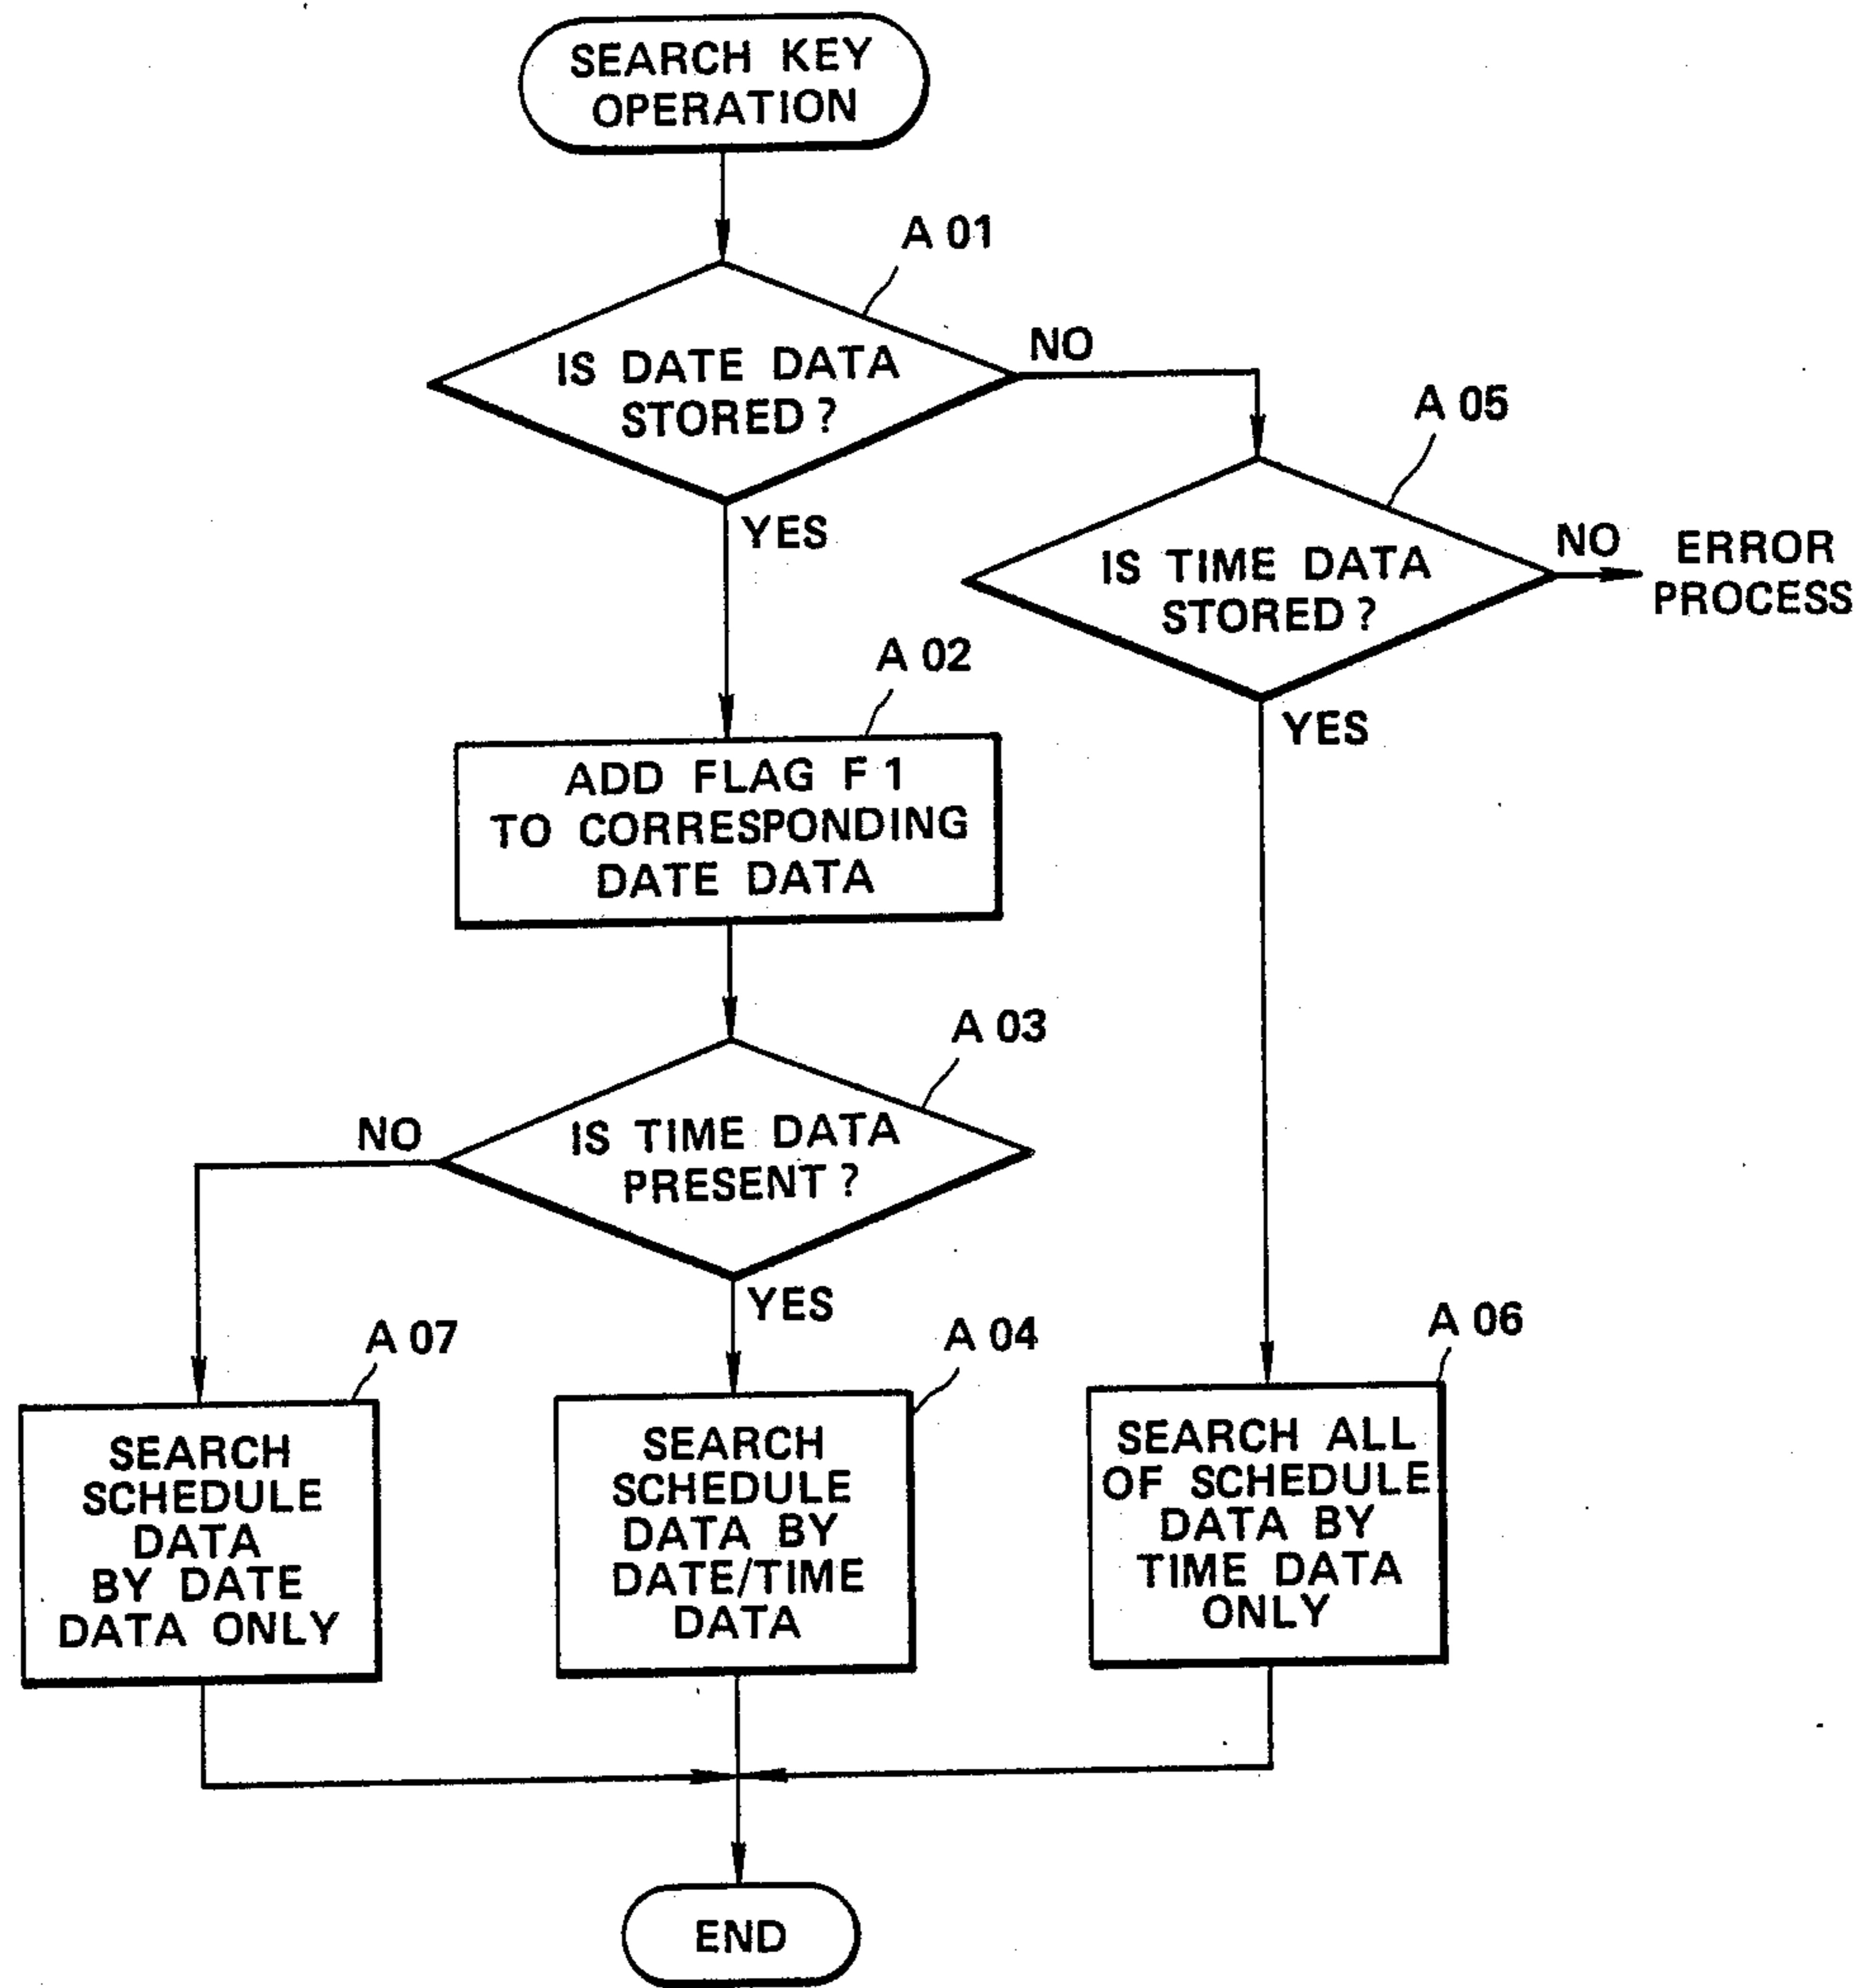 SEARCH KEY
OPERATION
A 01
IS DATE DATA
STORED?
NO
YES
A 05
IS TIME DATA
STORED?
NO
ERROR
PROCESS
YES
A 02
ADD FLAG F 1
TO CORRESPONDING
DATE DATA
A 03
IS TIME DATA
PRESENT?
NO
YES
A 07
SEARCH
SCHEDULE
DATA
BY DATE
DATA ONLY
A 04
SEARCH
SCHEDULE
DATA BY
DATE/TIME
DATA
A 06
SEARCH ALL
OF SCHEDULE
DATA BY
TIME DATA
ONLY
END